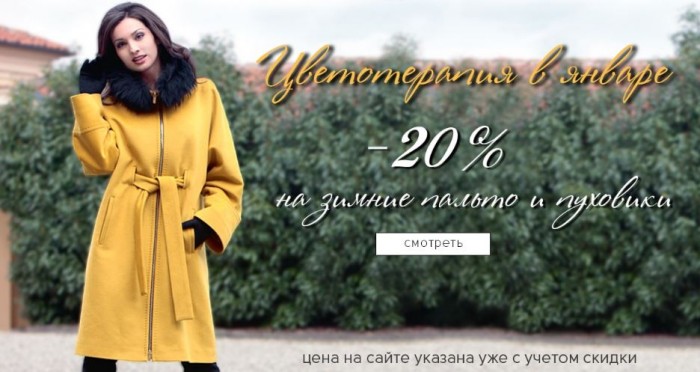 Цветотерапия в январе
-20%
на зимние пальто и пуховики
смотреть
цена на сайте указана уже с учетом скидки